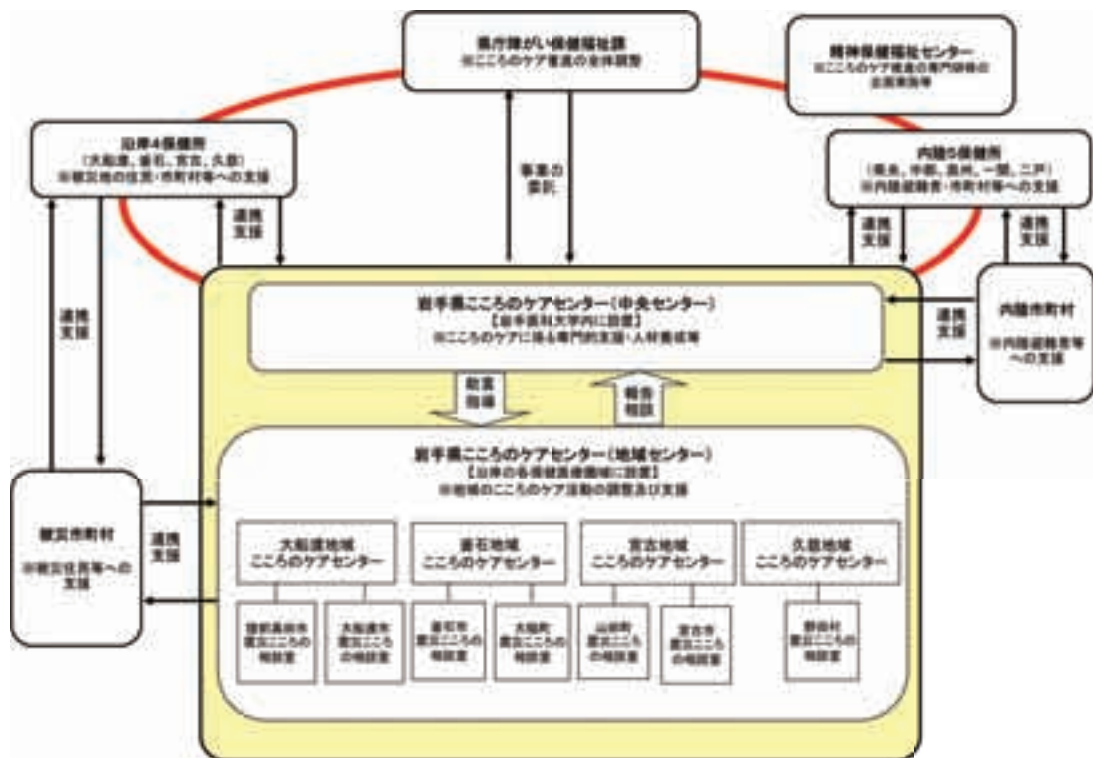 県庁障がい保健福祉課
※こころのケア推進の全体調整
精神保健福祉センター
※こころのケア推進の専門研修の
企画実施等
沿岸4保健所
(大船渡、釜石、宮古、久慈)
※被災地の住民・市町村等への支援
内陸5保健所
(県央、中部、奥州、一関、二戸)
※内陸避難者・市町村等への支援
事業の
委託
連携
支援
連携
支援
連携
支援
連携
支援
岩手県こころのケアセンター(中央センター)
【岩手医科大学内に設置】
※こころのケアに係る専門的支援・人材養成等
連携
支援
内陸市町村
※内陸避難者等
への支援
助言
指導
報告
相談
岩手県こころのケアセンター(地域センター)
【沿岸の各保健医療圏域に設置】
※地域のこころのケア活動の調整及び支援
被災市町村
※被災住民等への
支援
連携
支援
大船渡地域
こころのケアセンター
釜石地域
こころのケアセンター
宮古地域
こころのケアセンター
久慈地域
こころのケアセンター
陸前高田市
震災こころの
相談室
大船渡市
震災こころ
の相談室
釜石市
震災こころの
相談室
大槌町
震災こころの
相談室
山田町
震災こころ
の相談室
宮古市
震災こころ
の相談室
野田村
震災こころの
相談室